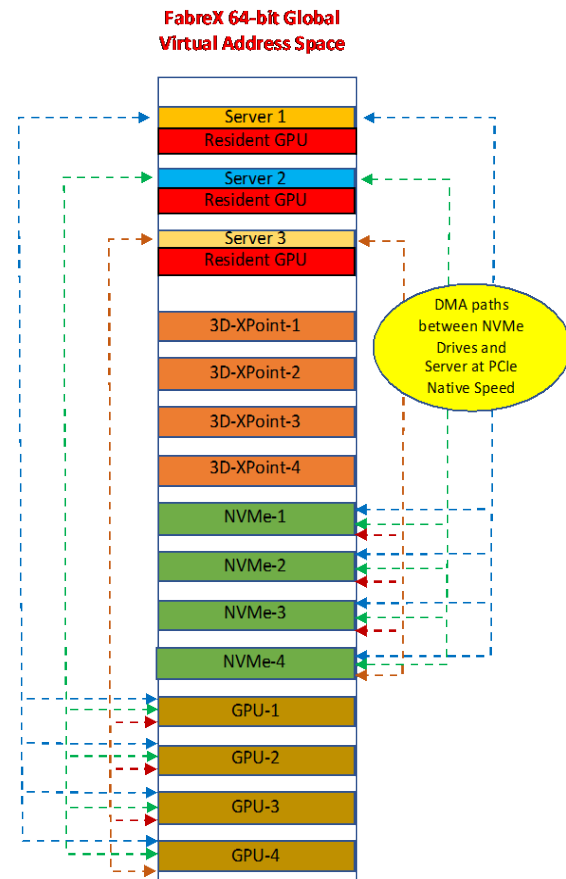 FabreX 64-bit Global
Virtual Address Space
Server 1
Resident GPU
Server 2
Resident GPU
Server 3
Resident GPU
DMA paths
between NVMe
Drives and
Server at PCIe
Native Speed
3D-XPoint-1
3D-XPoint-2
3D-XPoint-3
3D-XPoint-4
NVMe-1
NVMe-2
NVMe-3
NVMe-4
GPU-1
GPU-2
GPU-3
GPU-4